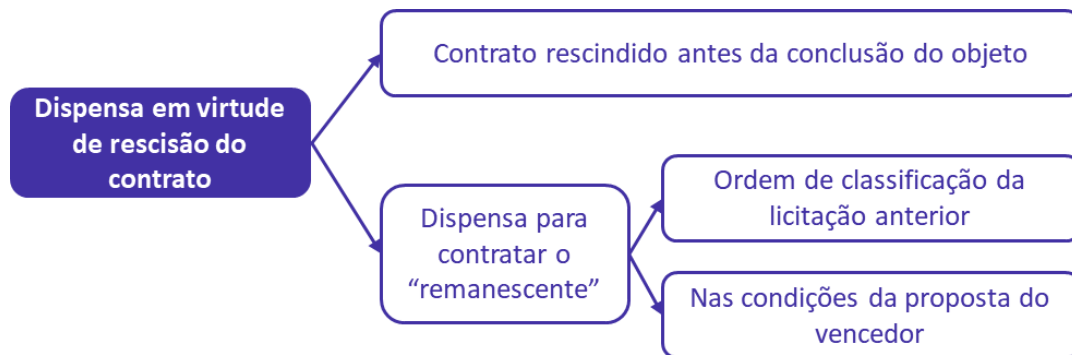 Contrato rescindido antes da conclusão do objeto
Dispensa em virtude
de rescisão do
contrato
Dispensa para
contratar o
“remanescente”
Ordem de classificação da
licitação anterior
Nas condições da proposta do
vencedor